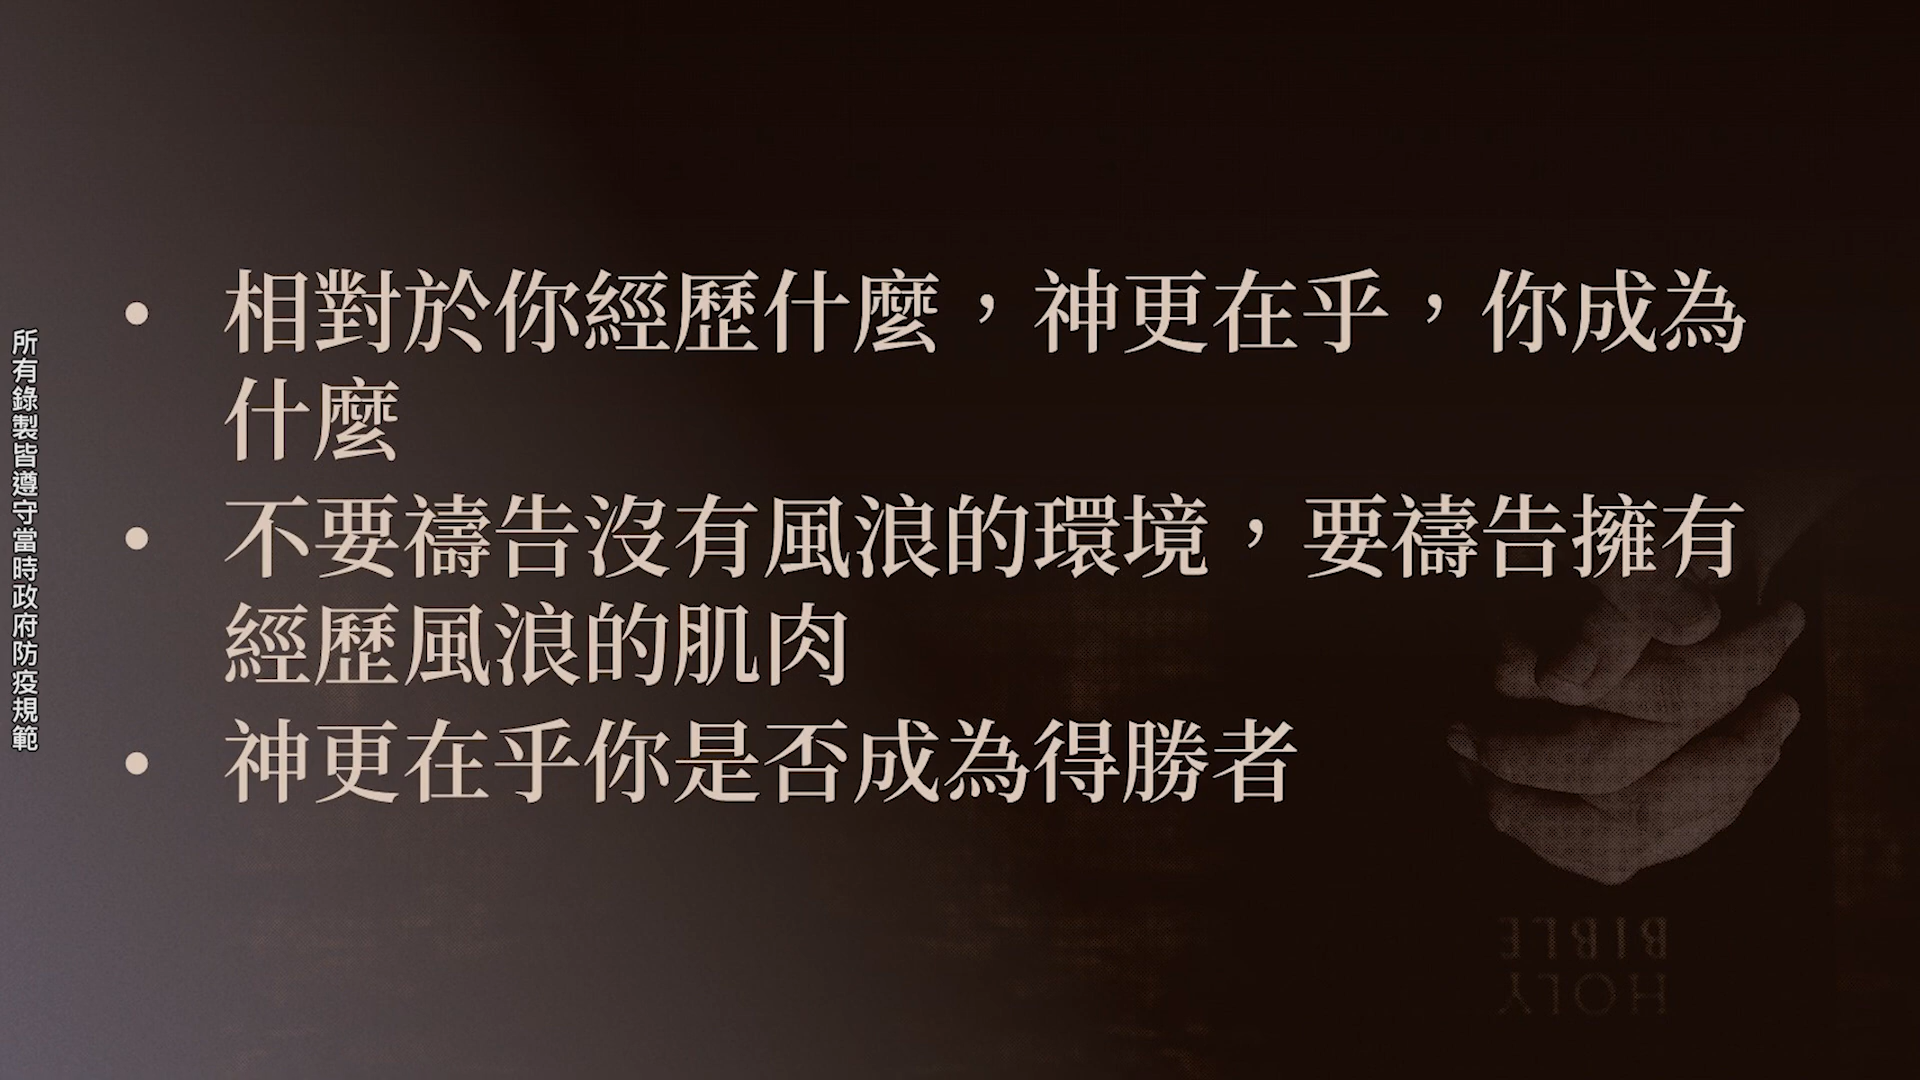 相對於你經歷什麼，神更在乎，你成為
什麼
不要禱告沒有風浪的環境，要禱告擁有
經歷風浪的肌肉
神更在乎你是否成為得勝者
所有錄製皆遵守當時政府防疫規範
HOLY
BIBLE